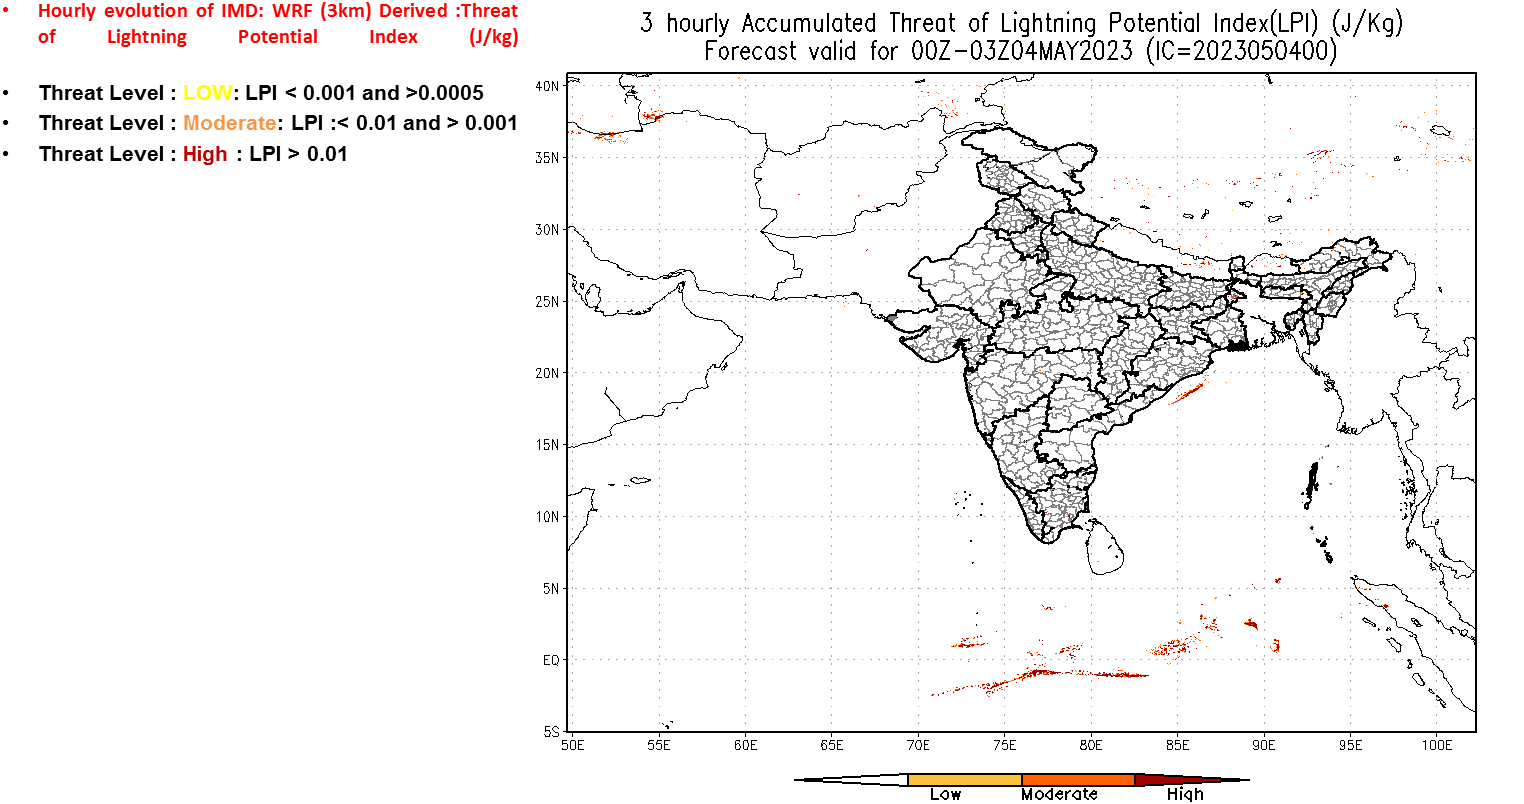 • Hourly evolution of IMD: WRF (3km) Derived :Threat
of Lightning Potential Index (J/kg)
• Threat Level : LOW: LPI < 0.001 and >0.0005
• Threat Level : Moderate: LPI :< 0.01 and > 0.001
• Threat Level : High : LPI > 0.01
3 hourly Accumulated Threat of Lightning Potential Index(LPI) (J/Kg)
Forecast valid for 00Z-03Z04MAY2023 (IC=2023050400)
40N
35N
30N
25N
20N
15N
10N
5N
EQ
5S
50E 55E 60E 65E 70E 75E 80E 85E 90E 95E 100E
Low Moderate High